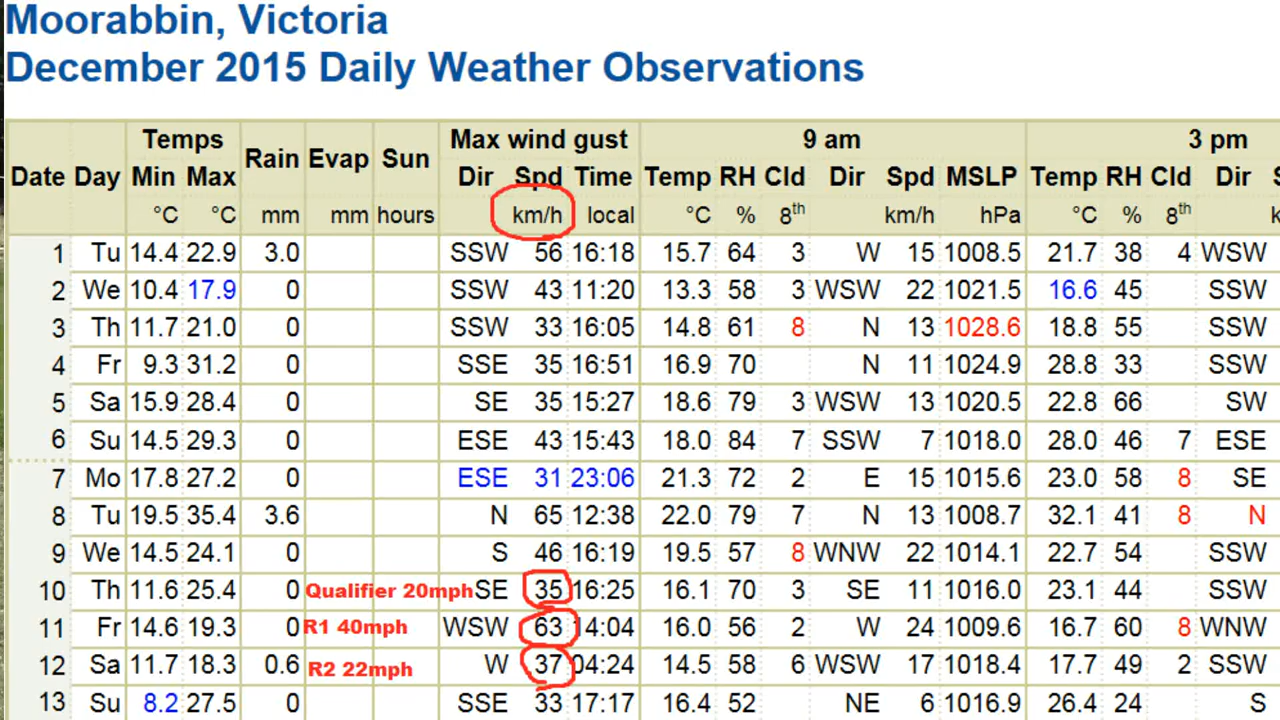 Moorabbin, Victoria
December 2015 Daily Weather Observations
Temps Max wind gust 9 am 3 pm
Date Day Min Max Rain Evap Sun Dir Spd Time Temp RH Cld Dir Spd MSLP Temp RH Cld Dir
°C °C mm mm hours km/h local °C % 8th km/h hPa °C % 8th
1 Tu 14.4 22.9 3.0 SSW 56 16:18 15.7 64 3 W 15 1008.5 21.7 38 4 WSW
2 We 10.4 17.9 0 SSW 43 11:20 13.3 58 3 WSW 22 1021.5 16.6 45 SSW
3 Th 11.7 21.0 0 SSW 33 16:05 14.8 61 8 N 13 1028.6 18.8 55 SSW
4 Fr 9.3 31.2 0 SSE 35 16:51 16.9 70 N 11 1024.9 28.8 33 SSW
5 Sa 15.9 28.4 0 SE 35 15:27 18.6 79 3 WSW 13 1020.5 22.8 66 SW
6 Su 14.5 29.3 0 ESE 43 15:43 18.0 84 7 SSW 7 1018.0 28.0 46 7 ESE
7 Mo 17.8 27.2 0 ESE 31 23:06 21.3 72 2 E 15 1015.6 23.0 58 8 SE
8 Tu 19.5 35.4 3.6 N 65 12:38 22.0 79 7 N 13 1008.7 32.1 41 8 N
9 We 14.5 24.1 0 S 46 16:19 19.5 57 8 WNW 22 1014.1 22.7 54 SSW
10 Th 11.6 25.4 0 Qualifier 20mph SE 35 16:25 16.1 70 3 SE 11 1016.0 23.1 44 SSW
11 Fr 14.6 19.3 0 R1 40mph WSW 63 14:04 16.0 56 2 W 24 1009.6 16.7 60 8 WNW
12 Sa 11.7 18.3 0.6 R2 22mph W 37 04:24 14.5 58 6 WSW 17 1018.4 17.7 49 2 SSW
13 Su 8.2 27.5 0 SSE 33 17:17 16.4 52 NE 6 1016.9 26.4 24 S